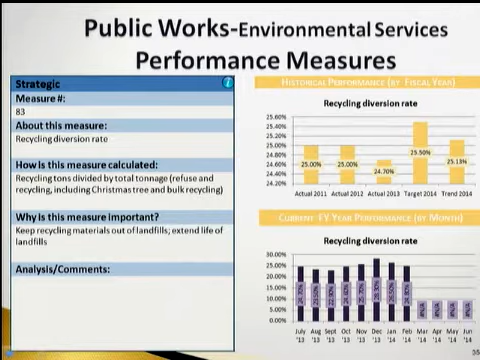 Public Works-Environmental Services
Performance Measures
Strategic
Measure #:
83
About this measure:
Recycling diversion rate
How is this measure calculated:
Recycling tons divided by total tonnage (refuse and
recycling, including Christmas tree and bulk recycling)
Why is this measure important?
Keep recycling materials out of landfills; extend life of
landfills
Analysis/Comments:
HISTORICAL PERFORMANCE (BY FISCAL YEAR)
Recycling diversion rate
25.60%
25.40%
25.20%
25.00%
24.80%
24.60%
24.40%
24.20%
25.00% 25.00% 24.70% 25.50% 25.13%
Actual 2011 Actual 2012 Actual 2013 Target 2014 Trend 2014
CURRENT FY YEAR PERFORMANCE (BY MONTH)
Recycling diversion rate
30.00%
25.00%
20.00%
15.00%
10.00%
5.00%
0.00%
#N/A #N/A #N/A #N/A
July Aug Sept Oct Nov Dec Jan Feb Mar Apr May Jun
'13 '13 '13 '13 '13 '13 '14 '14 '14 '14 '14 '14